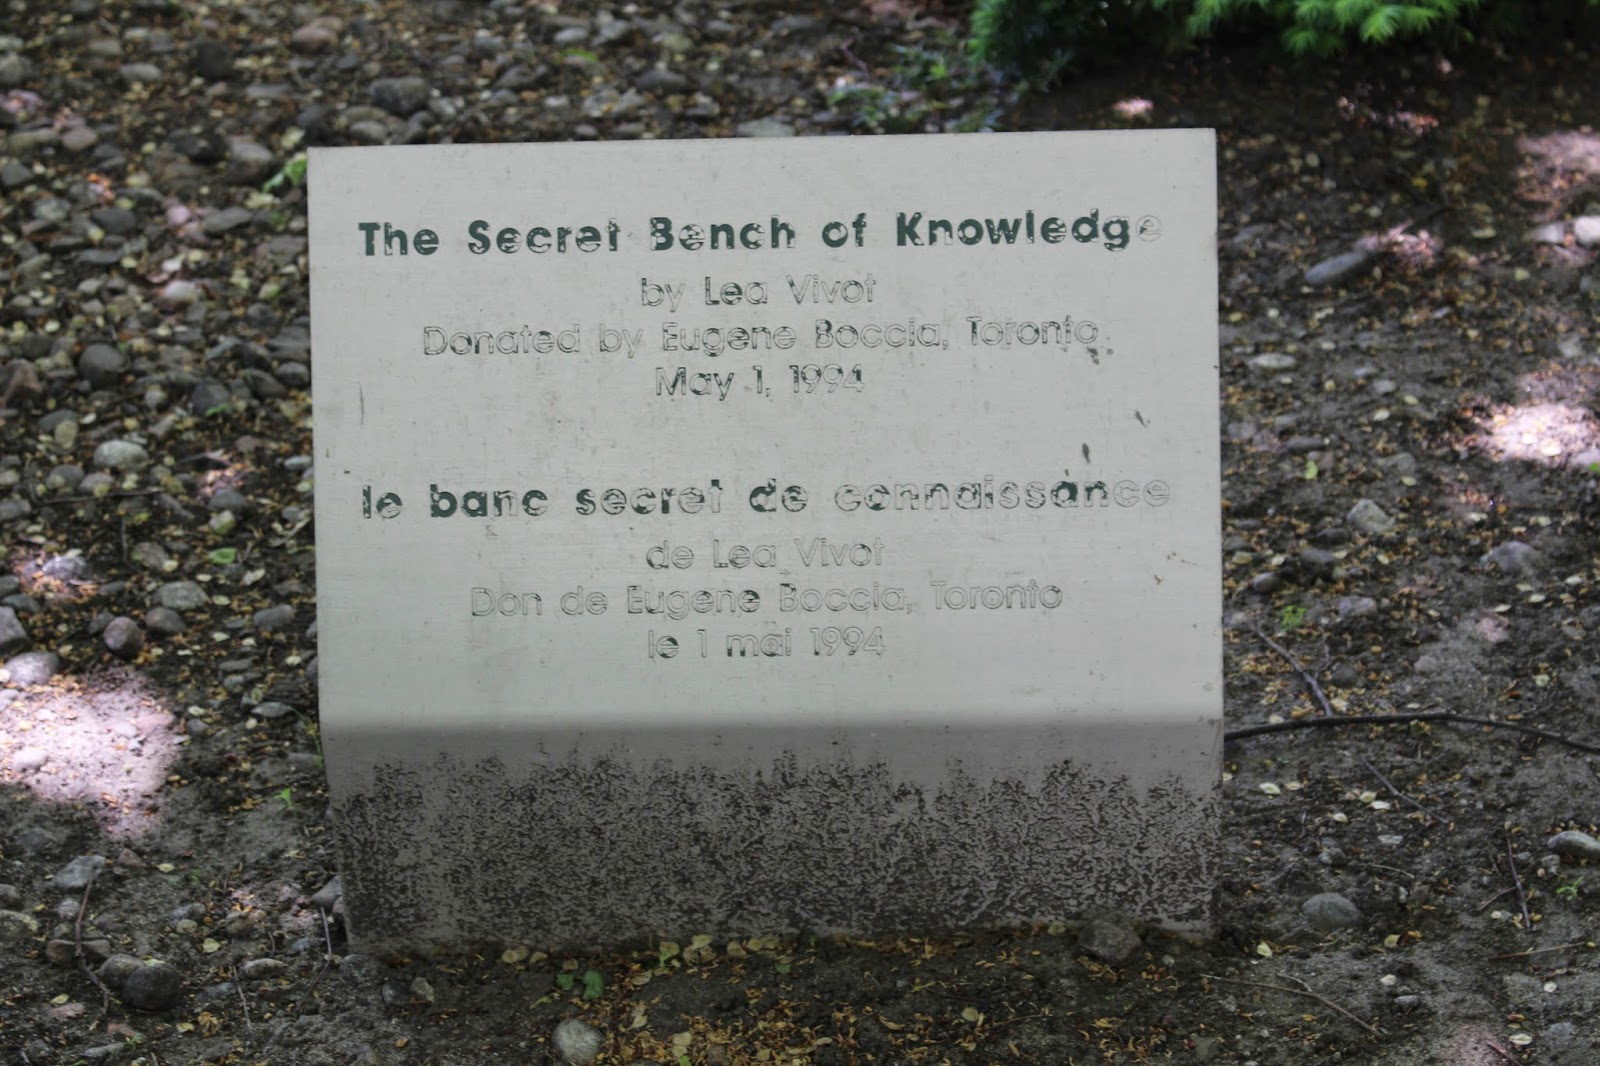 The Secret Bench of Knowledge
by Lea Vivot
Donated by Eugene Boccia, Toronto
May 1, 1994
le banc secret de connaissance
de Lea Vivot
Don de Eugene Boccia, Toronto
le 1 mai 1994